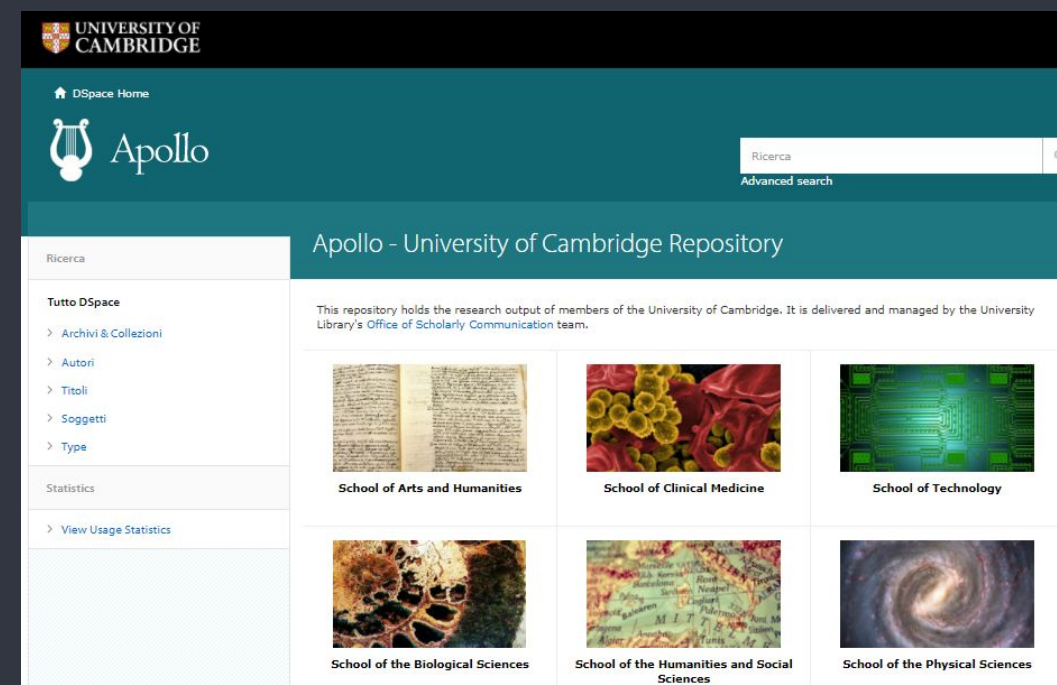 UNIVERSITY OF
CAMBRIDGE
DSpace Home
Apollo
Ricerca
Advanced search
Apollo - University of Cambridge Repository
Ricerca
Tutto DSpace
> Archivi & Collezioni
> Autori
> Titoli
> Soggetti
> Type
Statistics
> View Usage Statistics
This repository holds the research output of members of the University of Cambridge. It is delivered and managed by the University
Library's Office of Scholarly Communication team.
School of Arts and Humanities
School of Clinical Medicine
School of Technology
School of the Biological Sciences
School of the Humanities and Social
Sciences
School of the Physical Sciences